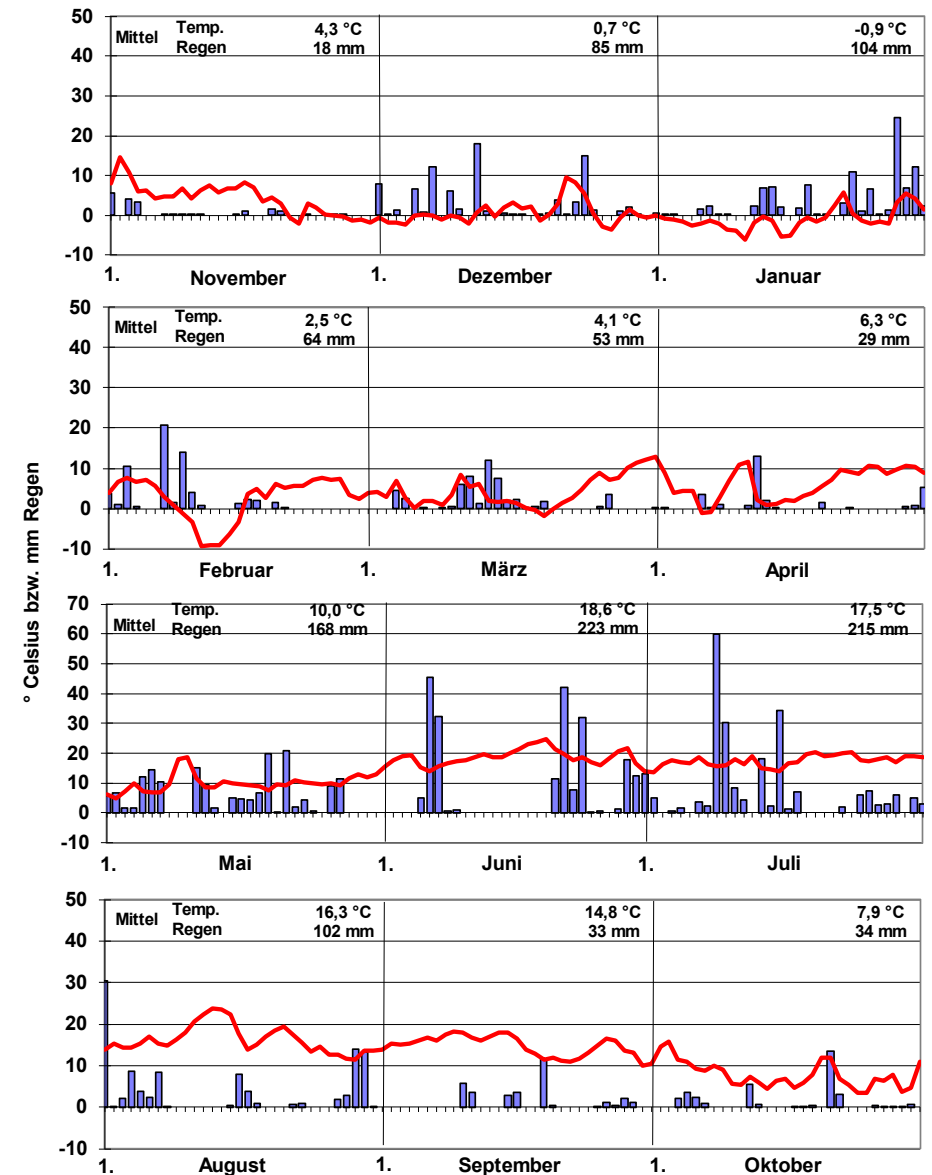 ° Celsius bzw. mm Regen
50
40
30
20
10
0
-10
Mittel Temp. 4,3 °C 0,7 °C -0,9 °C
Regen 18 mm 85 mm 104 mm
1. November 1. Dezember 1. Januar
50
40
30
20
10
0
-10
Mittel Temp. 2,5 °C 4,1 °C 6,3 °C
Regen 64 mm 53 mm 29 mm
1. Februar 1. März 1. April
70
60
50
40
30
20
10
0
-10
Mittel Temp. 10,0 °C 18,6 °C 17,5 °C
Regen 168 mm 223 mm 215 mm
1. Mai 1. Juni 1. Juli
50
40
30
20
10
0
-10
Mittel Temp. 16,3 °C 14,8 °C 7,9 °C
Regen 102 mm 33 mm 34 mm
1. August 1. September 1. Oktober